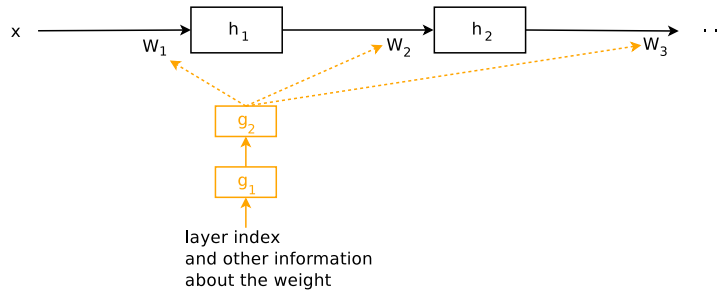 x h₁ h₂ . .
W₁ W₂ W₃
g₂
g₁
layer index
and other information
about the weight